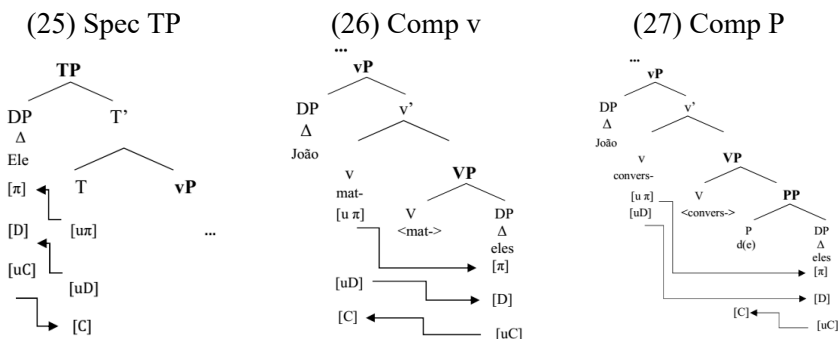 (25) Spec TP
TP
DP T’
Δ
Ele
[π] T vP
[D] [uπ] ...
[uC] [uD]
[C]
(26) Comp v
...
vP
DP v’
Δ
João
v VP
mat-
[u π] V DP
<mat-> Δ
eles
[π]
[uD] [D]
[C] [uC]
(27) Comp P
...
vP
DP v’
Δ
João
v VP
convers-
[u π] V PP
[uD] <convers->
P DP
d(e) Δ
eles
[π]
[D]
[C] [uC]